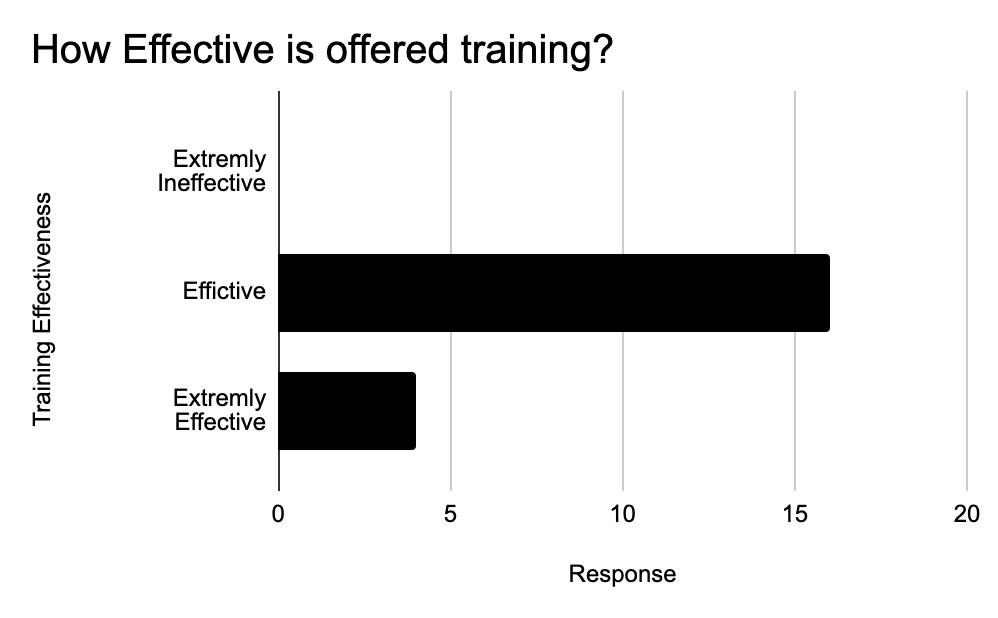 How Effective is offered training?
Training Effectiveness
Extremly
Ineffective
Effictive
Extremly
Effective
0 5 10 15 20
Response